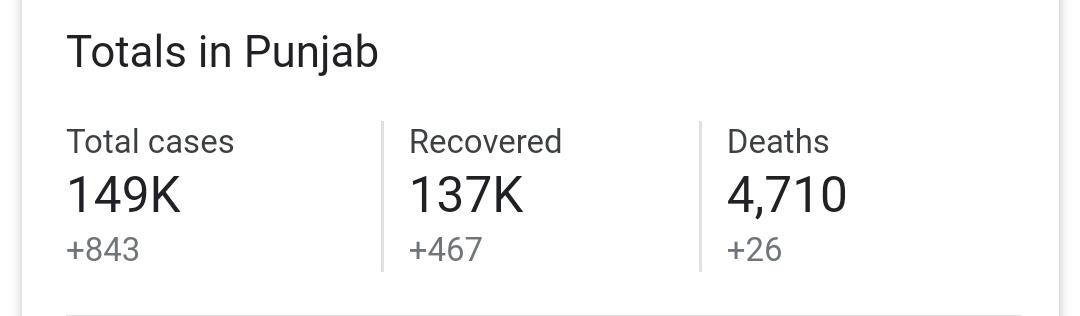 Totals in Punjab
Total cases
149K
+843
Recovered
137K
+467
Deaths
4,710
+26